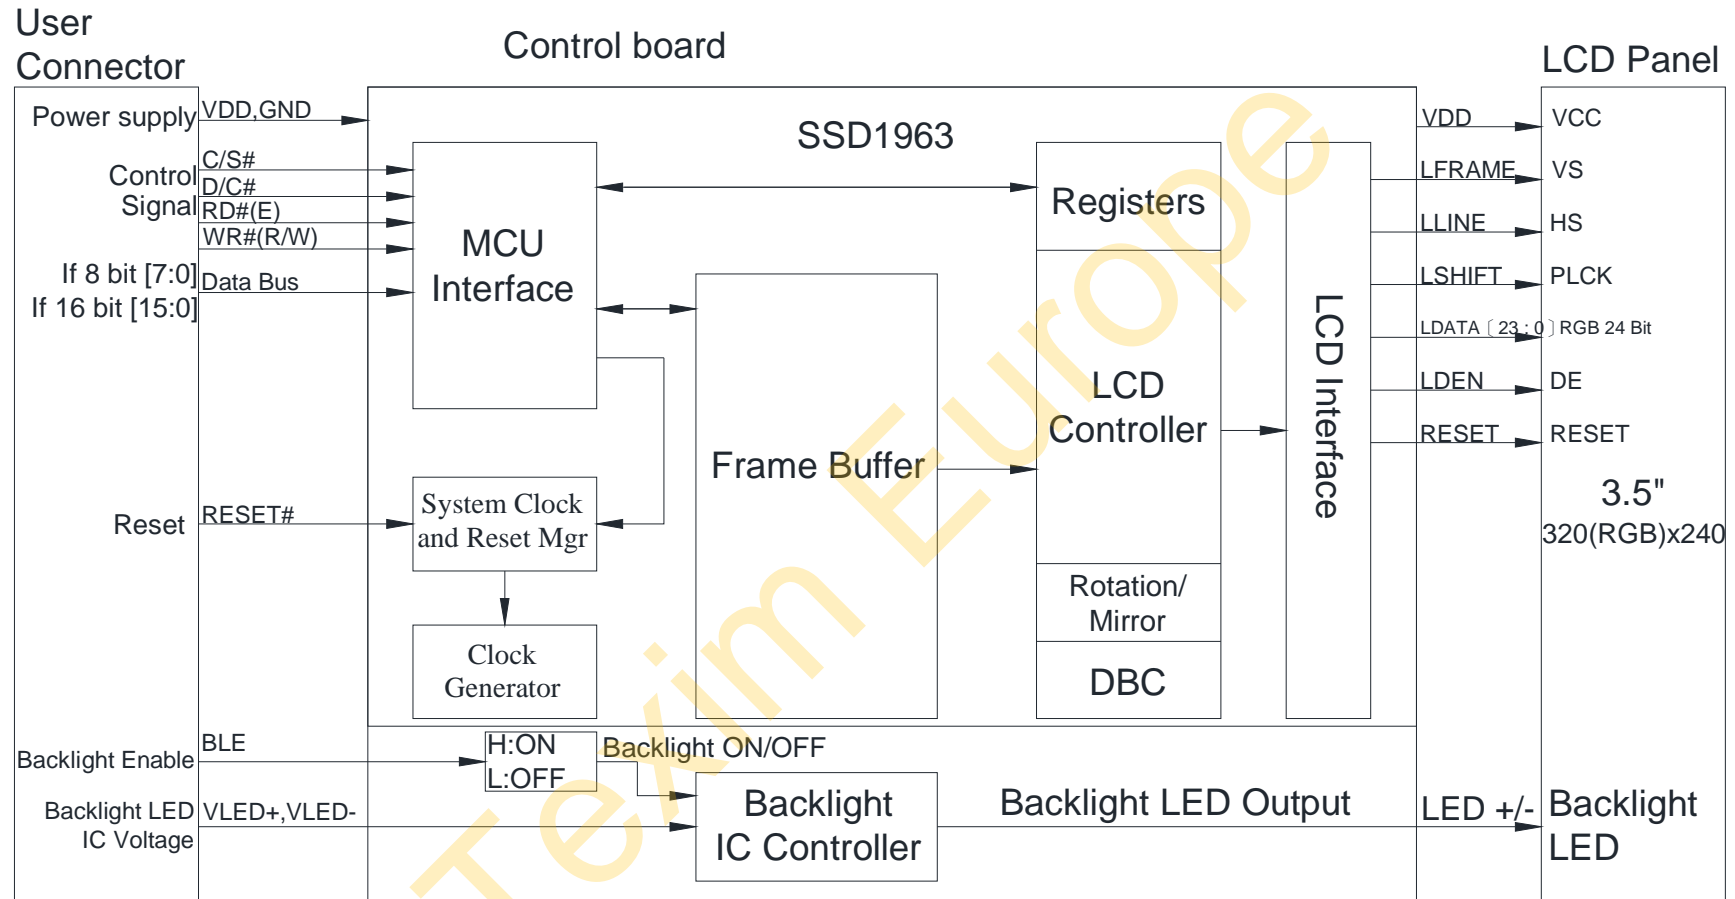 User
Connector
Control board
LCD Panel
Power supply
VDD,GND
Control
Signal
C/S#
D/C#
RD#(E)
WR#(R/W)
If 8 bit [7:0]
If 16 bit [15:0]
Data Bus
Reset
RESET#
Backlight Enable
BLE
Backlight LED
IC Voltage
VLED+,VLED-
SSD1963
MCU
Interface
System Clock
and Reset Mgr
Clock
Generator
Frame Buffer
Registers
LCD
Controller
Rotation/
Mirror
DBC
LCD Interface
H:ON
L:OFF
Backlight ON/OFF
Backlight
IC Controller
Backlight LED Output
VDD
VCC
LFRAME
VS
LLINE
HS
LSHIFT
PLCK
LDATA〔23:0〕RGB 24 Bit
LDEN
DE
RESET
RESET
3.5"
320(RGB)x240
LED +/-
Backlight
LED
Texim Europe